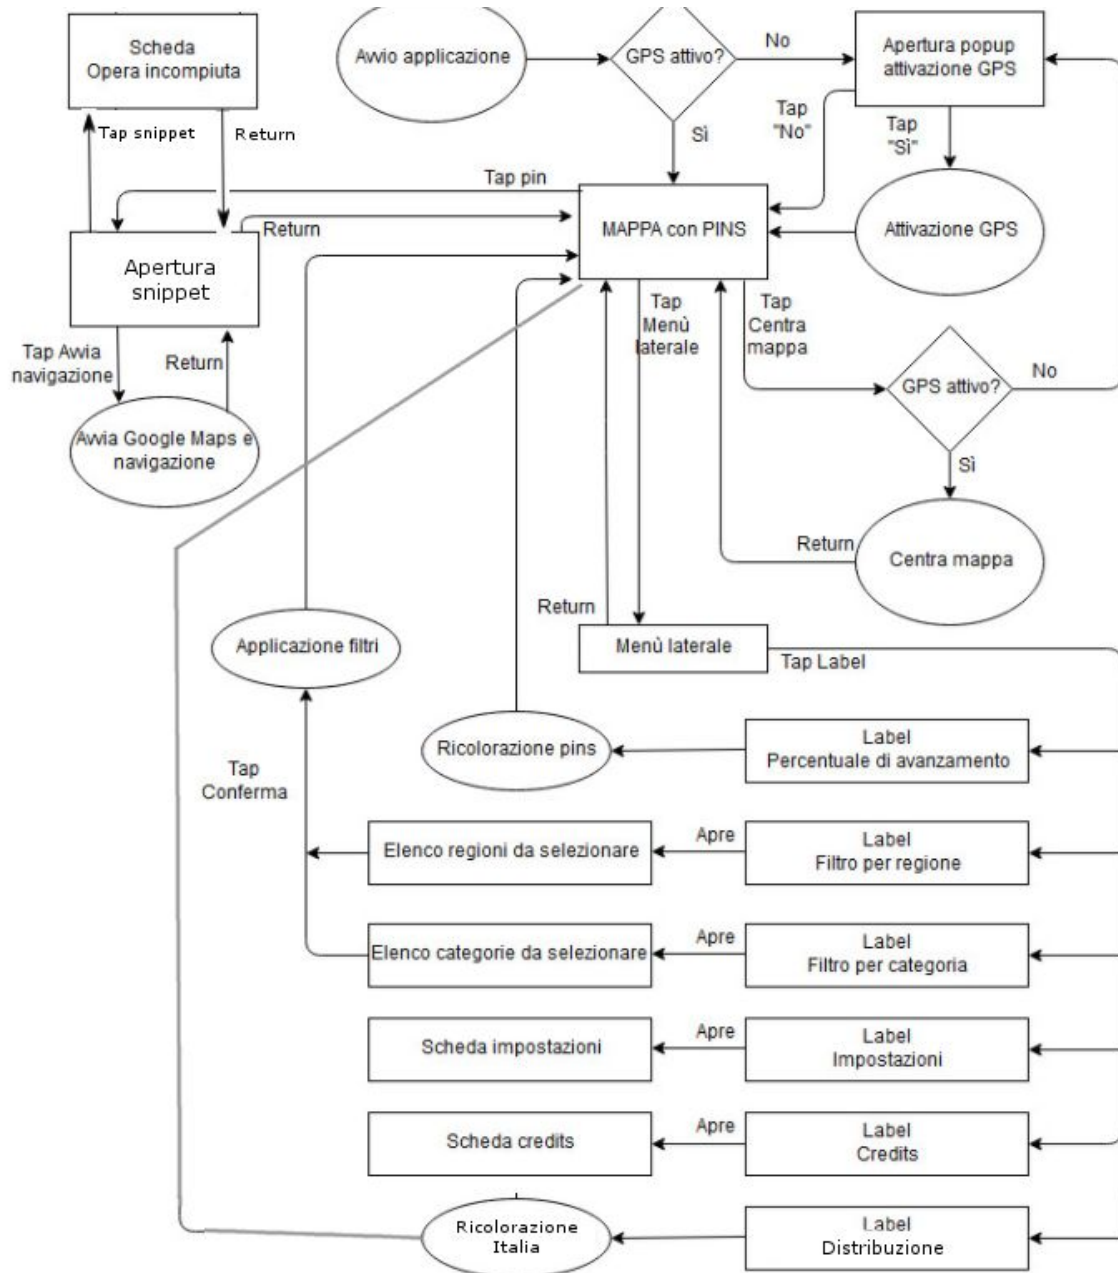 Scheda
Opera incompiuta
Avvio applicazione
GPS attivo?
No
Apertura popup
attivazione GPS
Tap snippet
Return
Sì
Tap
"No"
Tap
"Sì"
Tap pin
MAPPA con PINS
Attivazione GPS
Return
Apertura
snippet
Tap
Menù
laterale
Tap
Centra
mappa
Tap Avvia
navigazione
Return
GPS attivo?
No
Avvia Google Maps e
navigazione
Sì
Return
Centra mappa
Return
Applicazione filtri
Menù laterale
Tap Label
Ricolorazione pins
Label
Percentuale di avanzamento
Tap
Conferma
Elenco regioni da selezionare
Apre
Label
Filtro per regione
Elenco categorie da selezionare
Apre
Label
Filtro per categoria
Scheda impostazioni
Apre
Label
Impostazioni
Scheda credits
Apre
Label
Credits
Ricolorazione
Italia
Label
Distribuzione